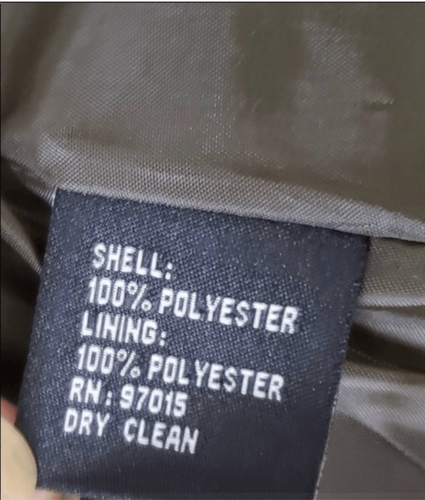 SHELL:
100% POLYESTER
LINING:
100% POLYESTER
RN: 97015
DRY CLEAN